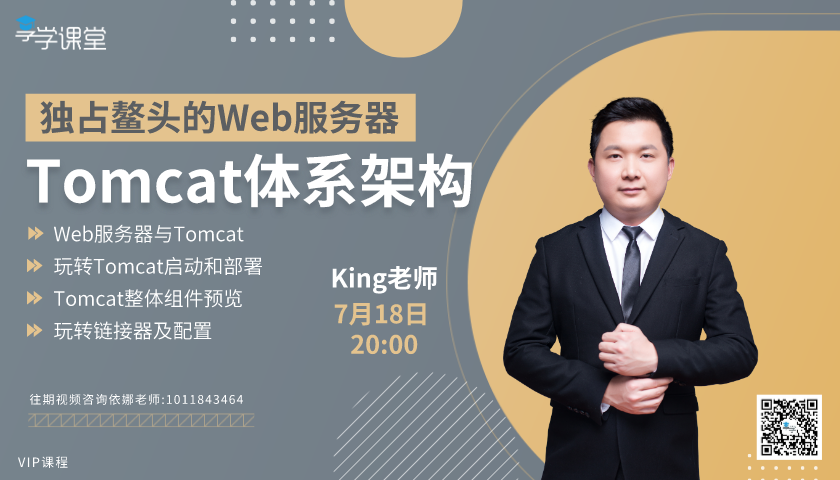 学课堂
独占鳌头的Web服务器
Tomcat体系架构
Web服务器与Tomcat
玩转Tomcat启动和部署
Tomcat整体组件预览
玩转链接器及配置
King老师
7月18日
20:00
往期视频咨询依娜老师:1011843464
VIP课程